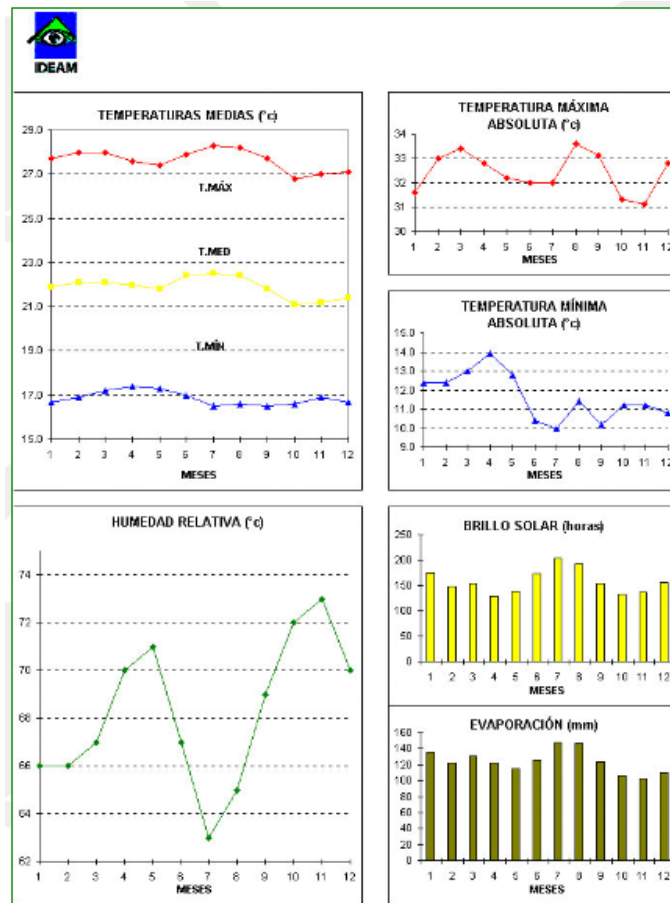 IDEAM
TEMPERATURAS MEDIAS (°c)
29.0
27.0
25.0
23.0
21.0
19.0
17.0
15.0
T.MÁX
T.MED
T.MÍN
1 2 3 4 5 6 7 8 9 10 11 12
MESES
TEMPERATURA MÁXIMA
ABSOLUTA (°c)
34
33
32
31
30
1 2 3 4 5 6 7 8 9 10 11 12
MESES
TEMPERATURA MÍNIMA
ABSOLUTA (°c)
15.0
14.0
13.0
12.0
11.0
10.0
9.0
1 2 3 4 5 6 7 8 9 10 11 12
MESES
HUMEDAD RELATIVA (°c)
74
72
70
68
66
64
62
1 2 3 4 5 6 7 8 9 10 11 12
MESES
BRILLO SOLAR (horas)
250
200
150
100
50
0
1 2 3 4 5 6 7 8 9 10 11 12
MESES
EVAPORACIÓN (mm)
160
140
120
100
80
60
40
20
0
1 2 3 4 5 6 7 8 9 10 11 12
MESES